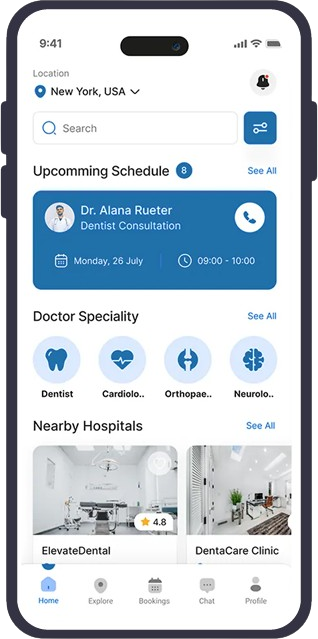 9:41
Location
New York, USA
Search
Upcomming Schedule 8 See All
Dr. Alana Rueter
Dentist Consultation
Monday, 26 July 09:00 - 10:00
Doctor Speciality See All
Dentist Cardiolo.. Orthopae.. Neurolo..
Nearby Hospitals See All
4.8
ElevateDental DentaCare Clinic
Home Explore Bookings Chat Profile